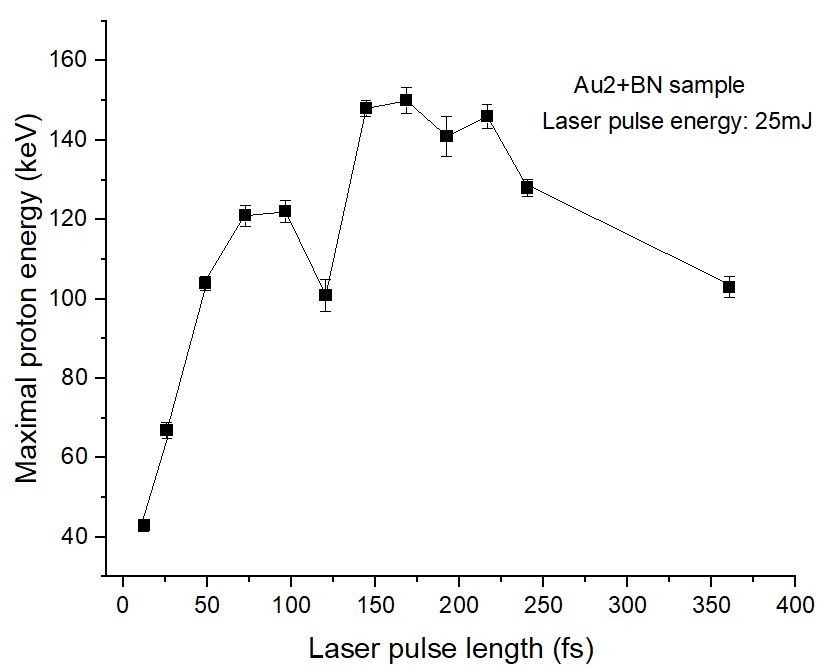 160
140
120
100
80
60
40
Maximal proton energy (keV)
Au2+BN sample
Laser pulse energy: 25mJ
0 50 100 150 200 250 300 350 400
Laser pulse length (fs)